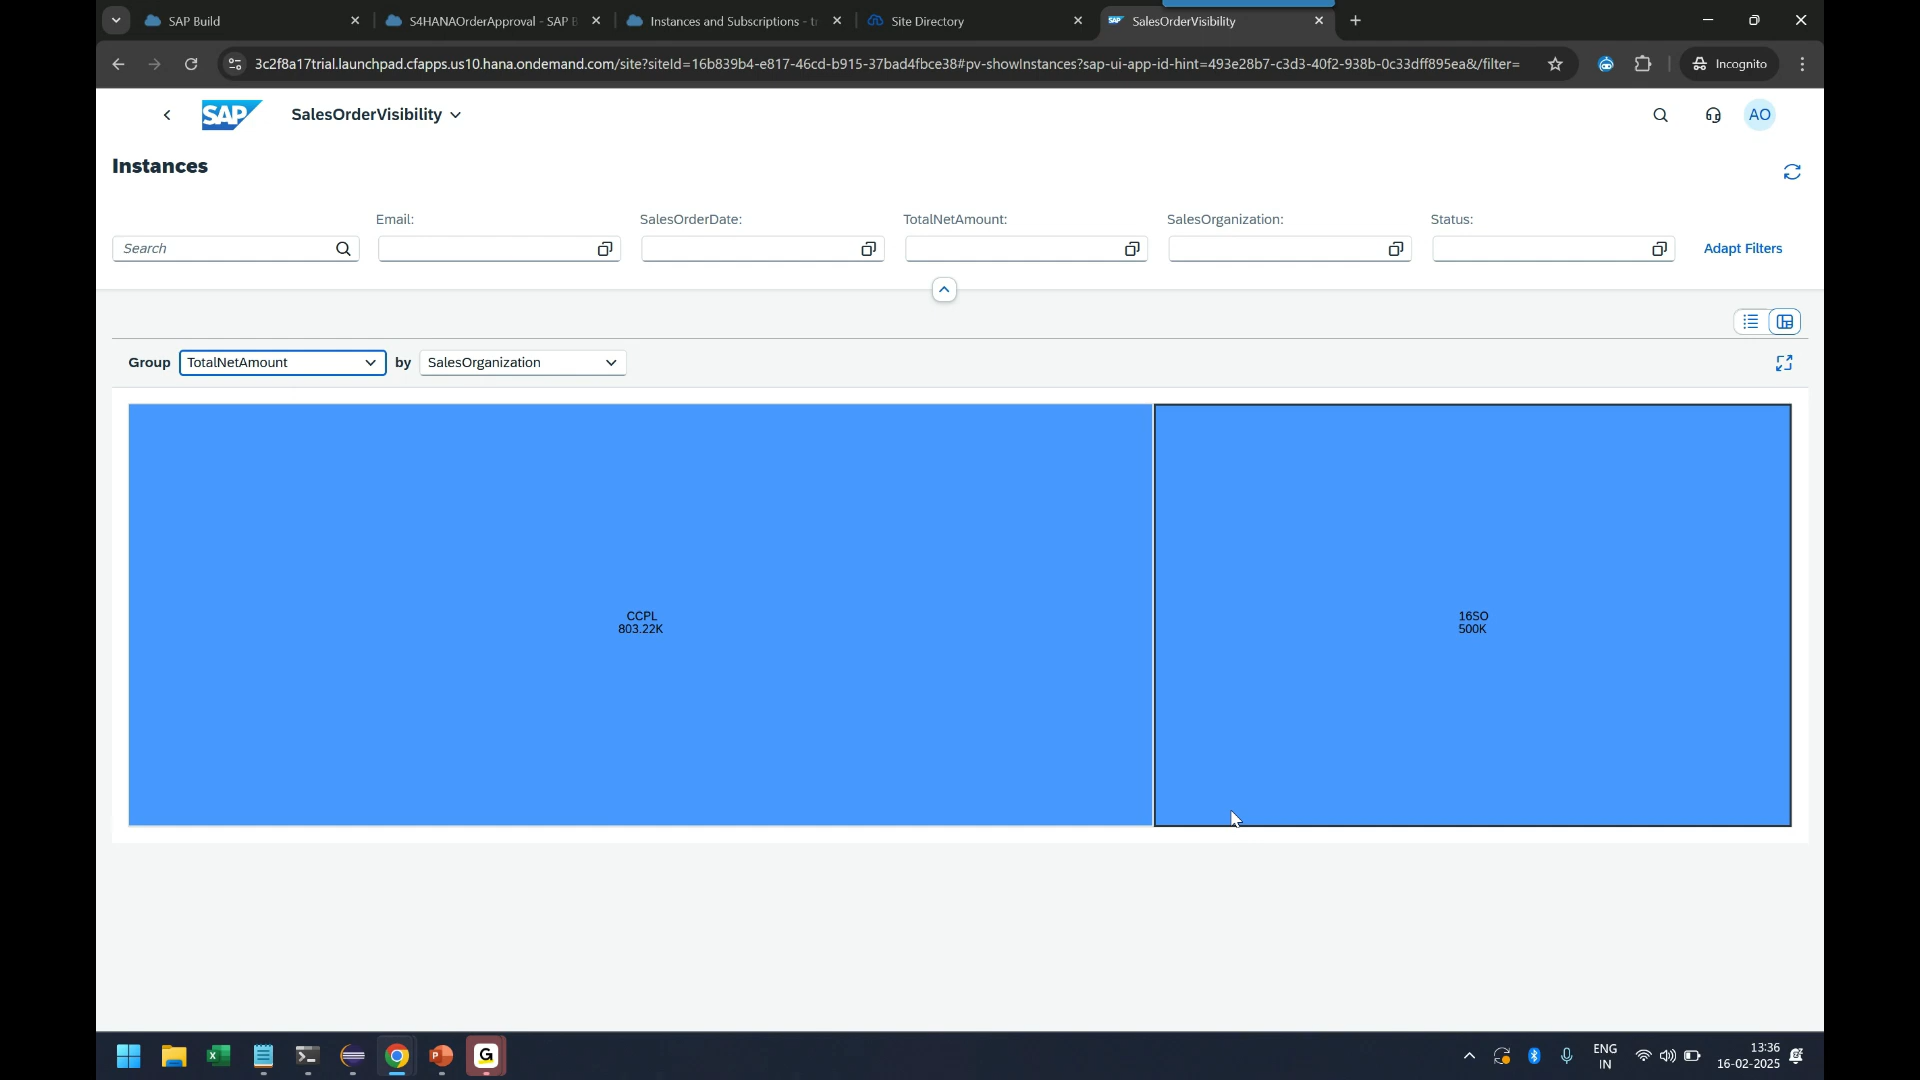 SAP Build
S4HANAOrderApproval - SAP B
Instances and Subscriptions - tr
Site Directory
SAP
SalesOrderVisibility
3c2f8a17trial.launchpad.cfapps.us10.hana.ondemand.com/site?siteId=16b839b4-e817-46cd-b915-37bad4fbce38#pv-showInstances?sap-ui-app-id-hint=493e28b7-c3d3-40f2-938b-0c33dff895ea&/filter=
Incognito
SAP
SalesOrderVisibility
AO
Instances
Email:
SalesOrderDate:
TotalNetAmount:
SalesOrganization:
Status:
Search
Adapt Filters
Group
TotalNetAmount
by
SalesOrganization
CCPL
803.22K
16SO
500K
ENG
IN
13:36
16-02-2025